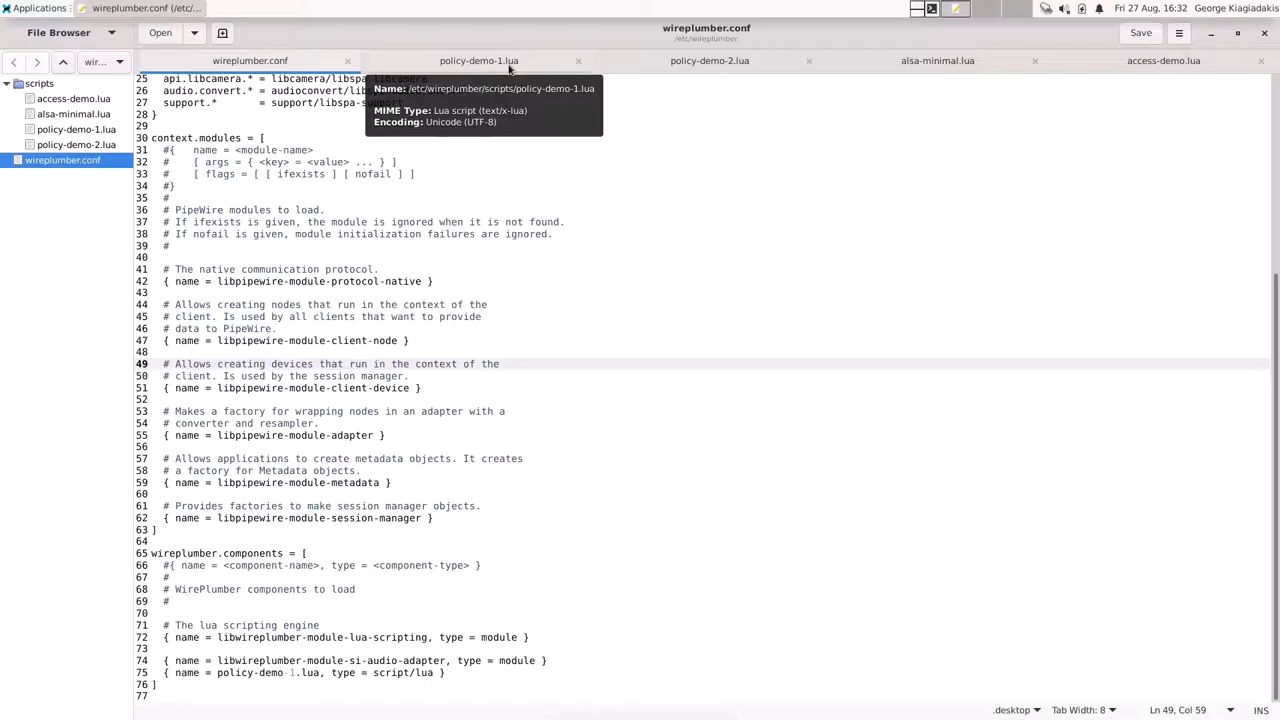 Applications
wireplumber.conf (/etc/...
Fri 27 Aug, 16:32
George Kiagiadakis
File Browser
Open
wireplumber.conf
/etc/wireplumber
Save
wir...
wireplumber.conf
policy-demo-1.lua
policy-demo-2.lua
alsa-minimal.lua
access-demo.lua
scripts
access-demo.lua
alsa-minimal.lua
policy-demo-1.lua
policy-demo-2.lua
wireplumber.conf
Name: /etc/wireplumber/scripts/policy-demo-1.lua
MIME Type: Lua script (text/x-lua)
Encoding: Unicode (UTF-8)
25 api.libcamera.* = libcamera/libspa-libcamera
26 audio.convert.* = audioconvert/libspa
27 support.* = support/libspa-support
28 }
29
30 context.modules = [
31 #{ name = <module-name>
32 # [ args = { <key> = <value> ... } ]
33 # [ flags = [ [ ifexists ] [ nofail ] ]
34 #}
35 #
36 # PipeWire modules to load.
37 # If ifexists is given, the module is ignored when it is not found.
38 # If nofail is given, module initialization failures are ignored.
39 #
40
41 # The native communication protocol.
42 { name = libpipewire-module-protocol-native }
43
44 # Allows creating nodes that run in the context of the
45 # client. Is used by all clients that want to provide
46 # data to PipeWire.
47 { name = libpipewire-module-client-node }
48
49 # Allows creating devices that run in the context of the
50 # client. Is used by the session manager.
51 { name = libpipewire-module-client-device }
52
53 # Makes a factory for wrapping nodes in an adapter with a
54 # converter and resampler.
55 { name = libpipewire-module-adapter }
56
57 # Allows applications to create metadata objects. It creates
58 # a factory for Metadata objects.
59 { name = libpipewire-module-metadata }
60
61 # Provides factories to make session manager objects.
62 { name = libpipewire-module-session-manager }
63 ]
64
65 wireplumber.components = [
66 #{ name = <component-name>, type = <component-type> }
67 #
68 # WirePlumber components to load
69 #
70
71 # The lua scripting engine
72 { name = libwireplumber-module-lua-scripting, type = module }
73
74 { name = libwireplumber-module-si-audio-adapter, type = module }
75 { name = policy-demo-1.lua, type = script/lua }
76 ]
77
.desktop
Tab Width: 8
Ln 49, Col 59
INS